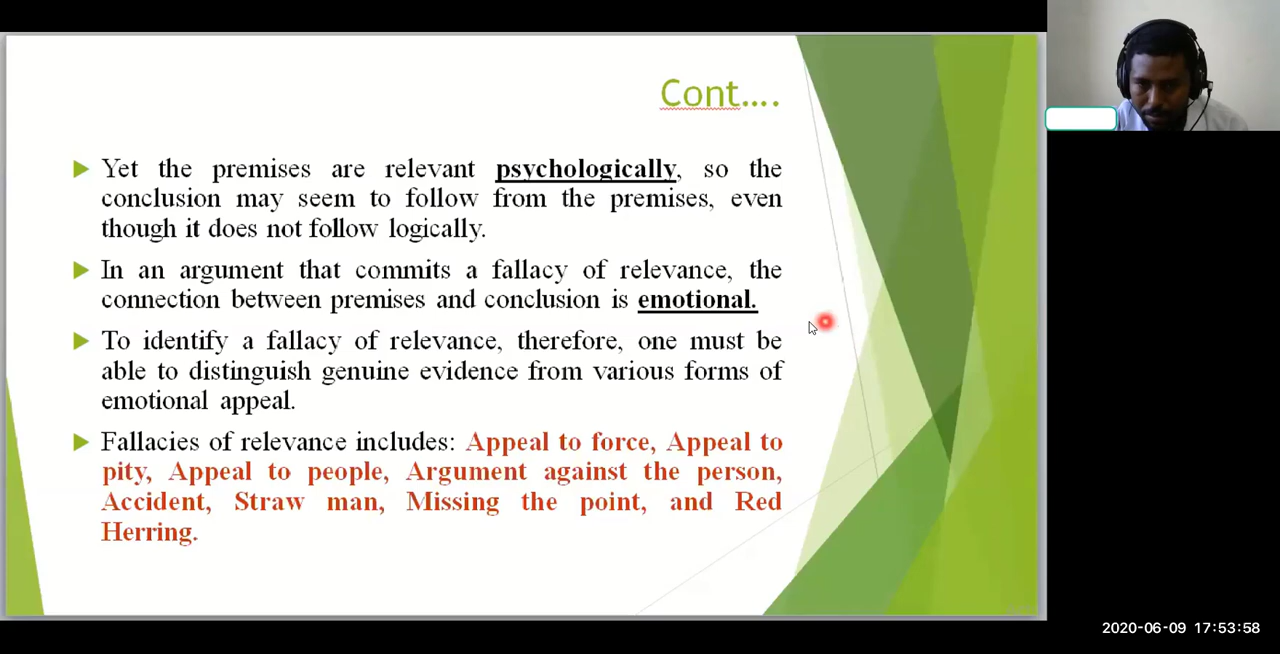 Cont....
Yet the premises are relevant psychologically, so the
conclusion may seem to follow from the premises, even
though it does not follow logically.
In an argument that commits a fallacy of relevance, the
connection between premises and conclusion is emotional.
To identify a fallacy of relevance, therefore, one must be
able to distinguish genuine evidence from various forms of
emotional appeal.
Fallacies of relevance includes: Appeal to force, Appeal to
pity, Appeal to people, Argument against the person,
Accident, Straw man, Missing the point, and Red
Herring.
2020-06-09 17:53:58